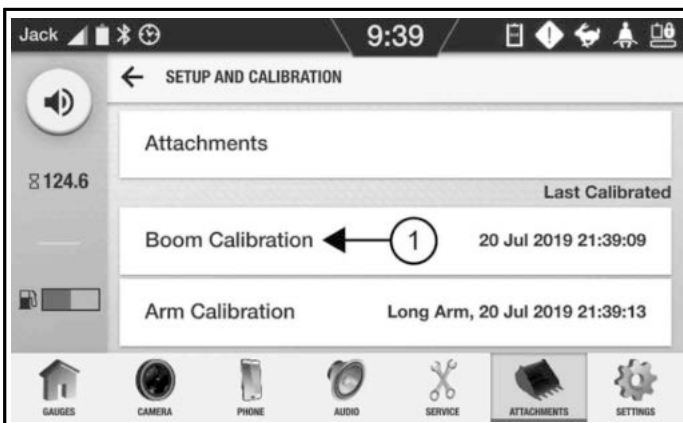 Jack 9:39
SETUP AND CALIBRATION
Attachments
124.6
Last Calibrated
Boom Calibration 1 20 Jul 2019 21:39:09
Arm Calibration Long Arm, 20 Jul 2019 21:39:13
GAUGES CAMERA PHONE AUDIO SERVICE ATTACHMENTS SETTINGS